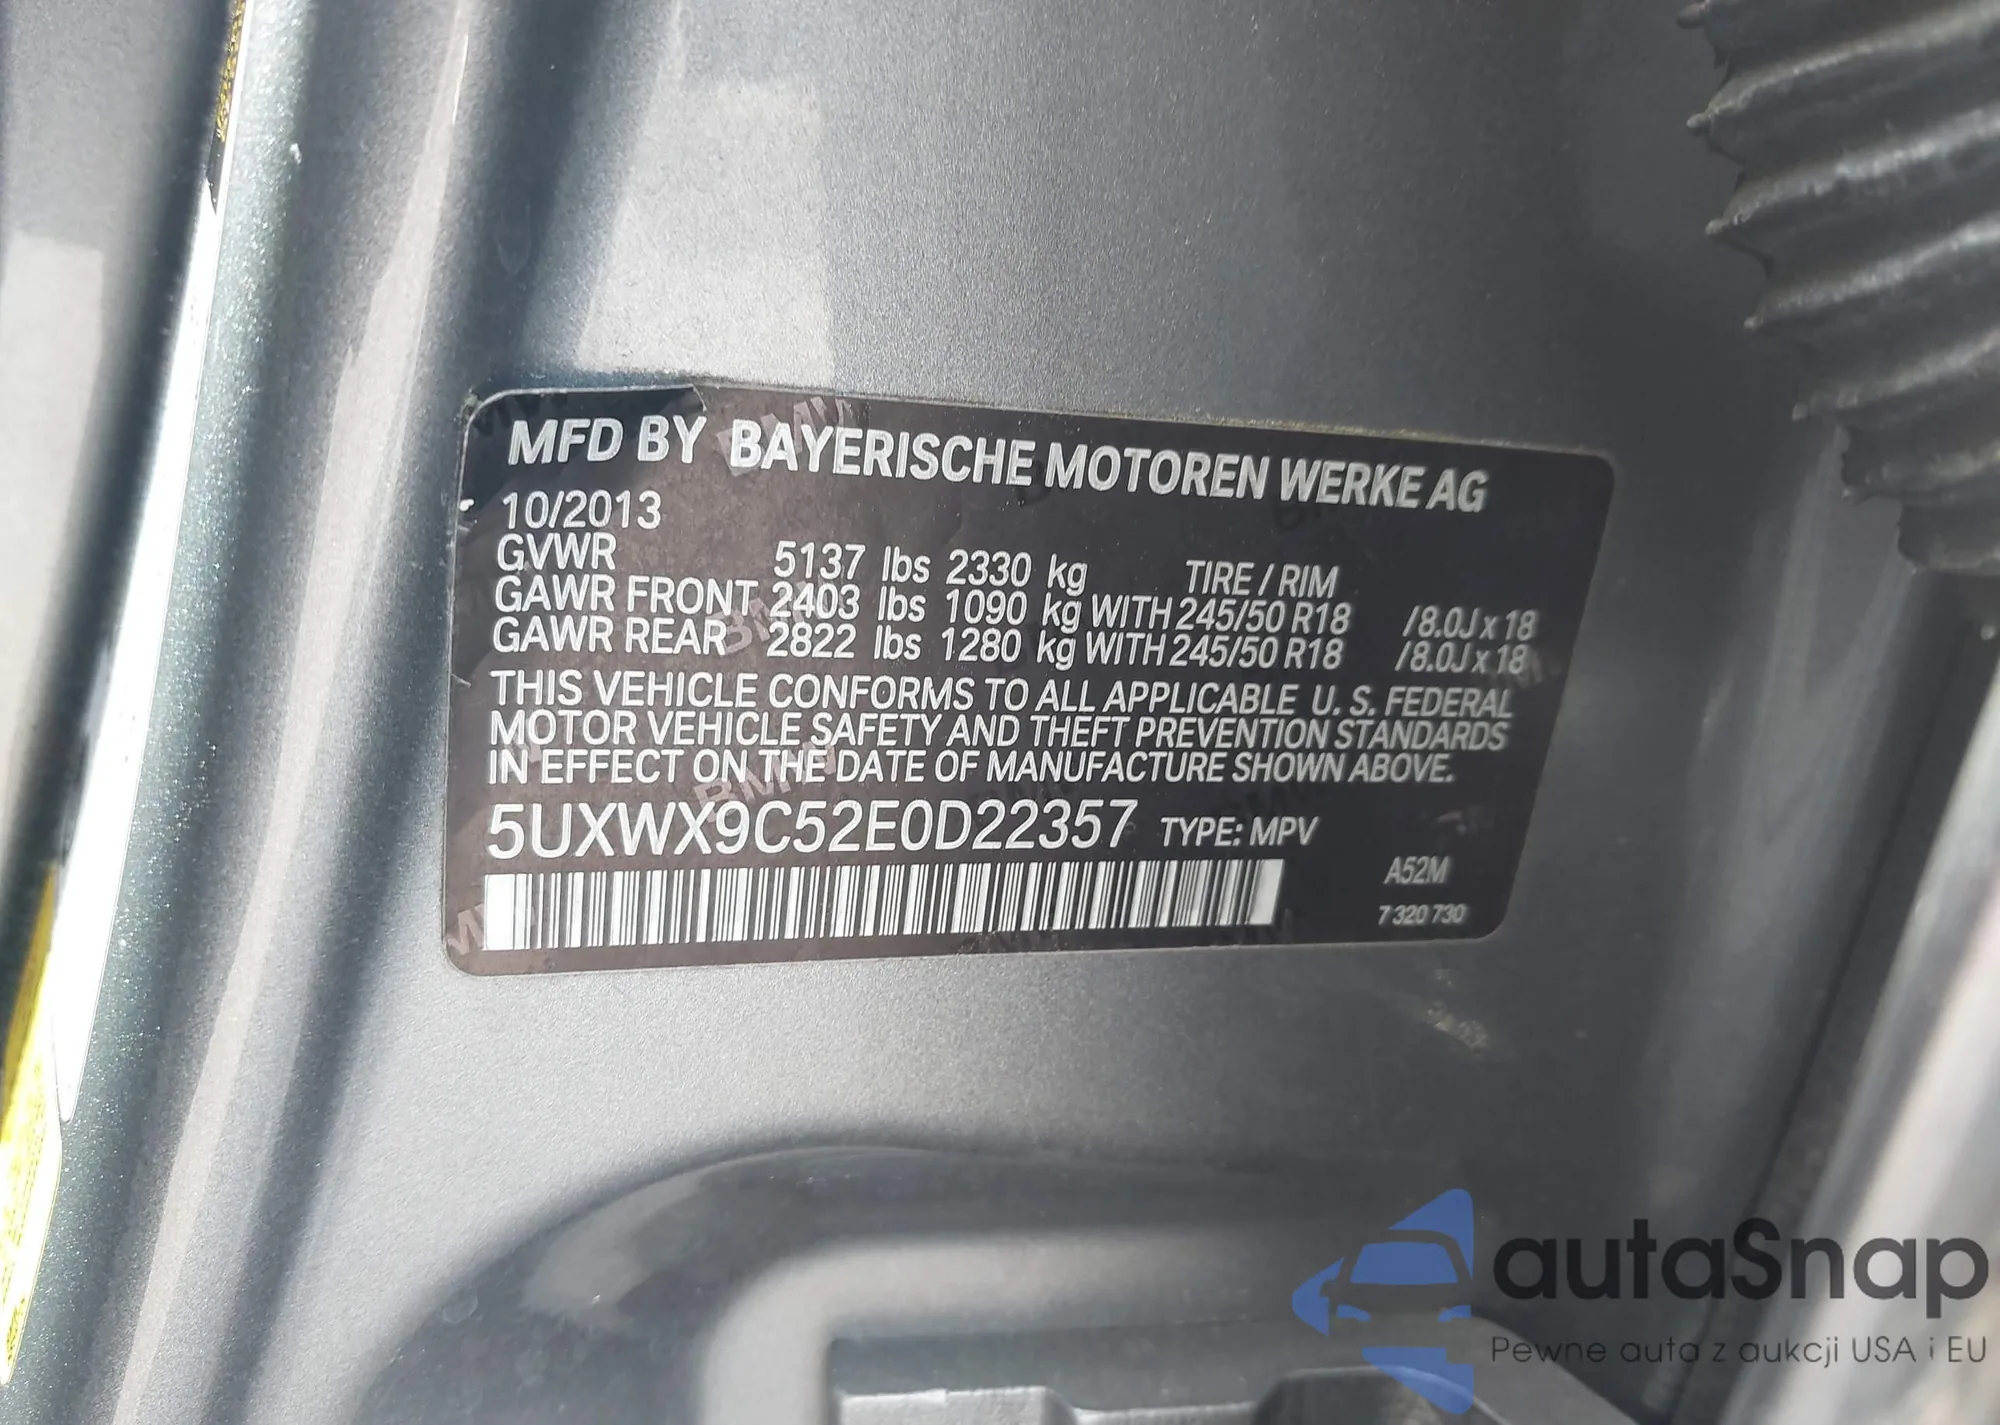 MFD BY BAYERISCHE MOTOREN WERKE AG
10/2013
GVWR 5137 lbs 2330 kg TIRE / RIM
GAWR FRONT 2403 lbs 1090 kg WITH 245/50 R18 /8.0J x 18
GAWR REAR 2822 lbs 1280 kg WITH 245/50 R18 /8.0J x 18
THIS VEHICLE CONFORMS TO ALL APPLICABLE U. S. FEDERAL
MOTOR VEHICLE SAFETY AND THEFT PREVENTION STANDARDS
IN EFFECT ON THE DATE OF MANUFACTURE SHOWN ABOVE.
5UXWX9C52E0D22357 TYPE: MPV
A52M
7 320 730
autaSnap
Pewne auta z aukcji USA i EU